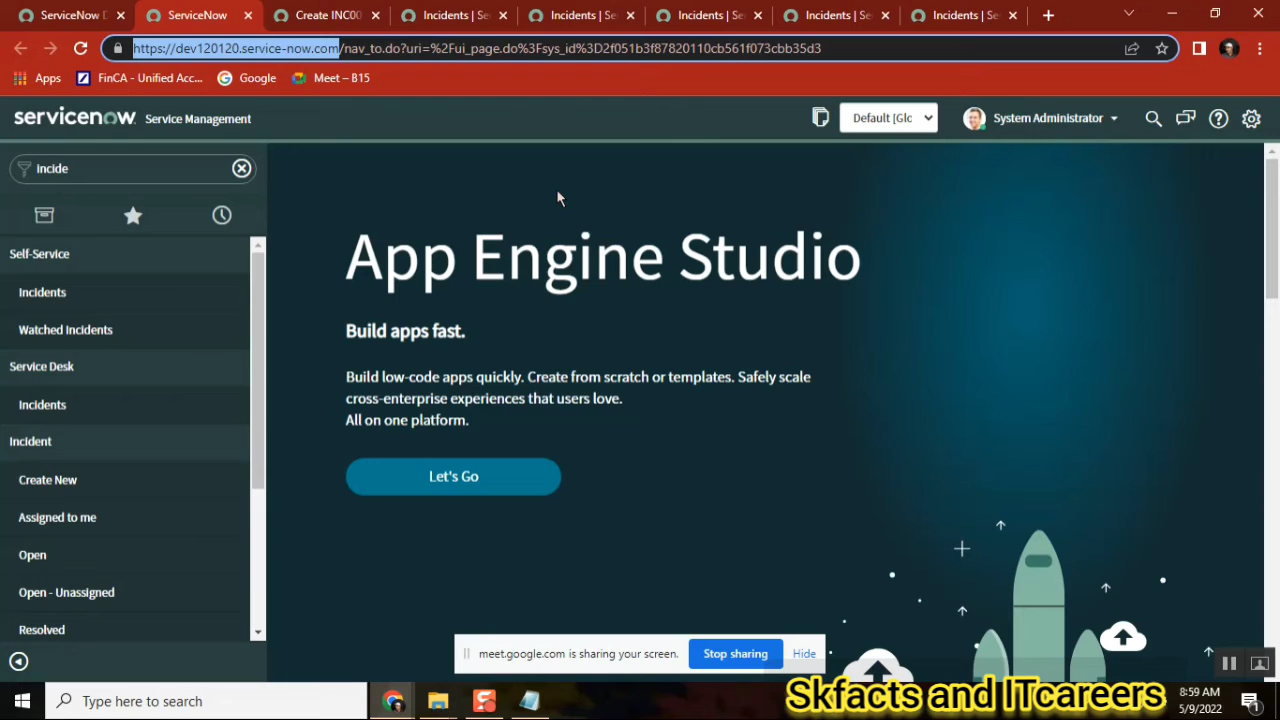 ServiceNow D
ServiceNow
Create INC00
Incidents | Se
Incidents | Se
Incidents | Se
Incidents | Se
Incidents | Se
https://dev120120.service-now.com/nav_to.do?uri=%2Fui_page.do%3Fsys_id%3D2f051b3f87820110cb561f073cbb35d3
Apps
FinCA - Unified Acc...
Google
Meet – B15
servicenow
Service Management
Default [Glc
System Administrator
incide
Self-Service
Incidents
Watched Incidents
Service Desk
Incidents
Incident
Create New
Assigned to me
Open
Open - Unassigned
Resolved
App Engine Studio
Build apps fast.
Build low-code apps quickly. Create from scratch or templates. Safely scale
cross-enterprise experiences that users love.
All on one platform.
Let's Go
meet.google.com is sharing your screen.
Stop sharing
Hide
Type here to search
Skfacts and ITcareers
8:59 AM
5/9/2022
1